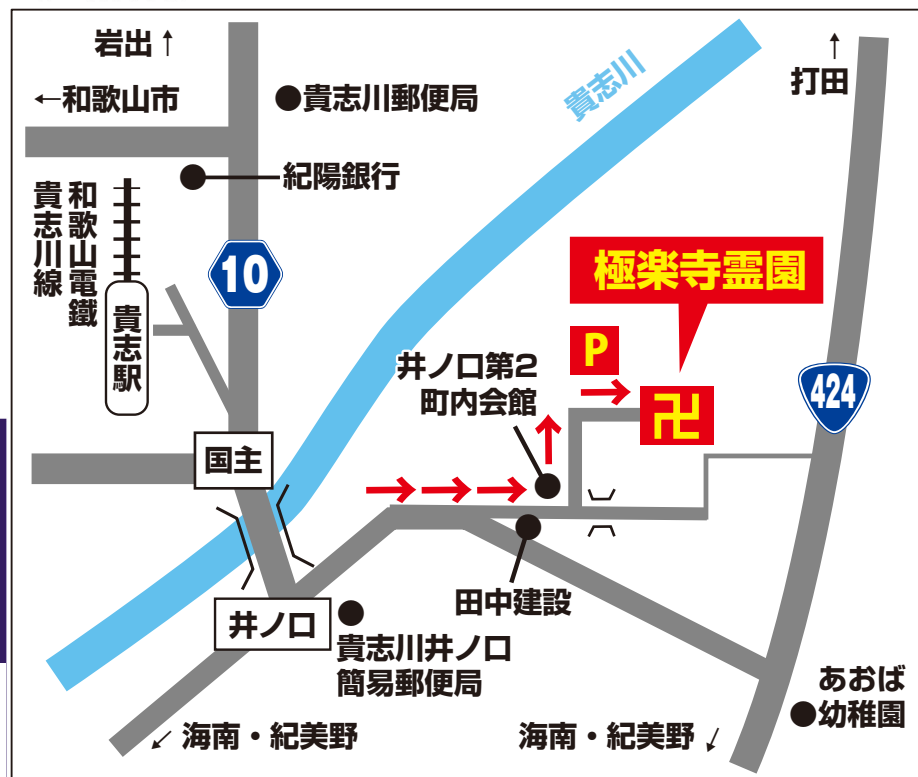 岩出↑
←和歌山市
●貴志川郵便局
貴志川
↑
打田
紀陽銀行
和歌山電鐵
貴志川線
10
貴志駅
極楽寺霊園
P
卍
井ノ口第2
町内会館
424
国主
田中建設
井ノ口
貴志川井ノ口
簡易郵便局
あおば
●幼稚園
↙海南・紀美野
海南・紀美野↓